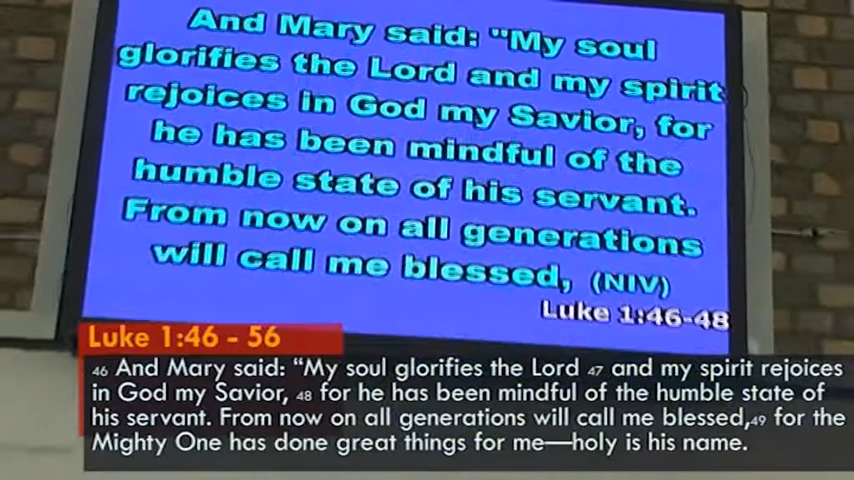 And Mary said: "My soul
glorifies the Lord and my spirit
rejoices in God my Savior, for
he has been mindful of the
humble state of his servant.
From now on all generations
will call me blessed, (NIV)
Luke 1:46-48
Luke 1:46 - 56
46 And Mary said: “My soul glorifies the Lord 47 and my spirit rejoices
in God my Savior, 48 for he has been mindful of the humble state of
his servant. From now on all generations will call me blessed,49 for the
Mighty One has done great things for me—holy is his name.